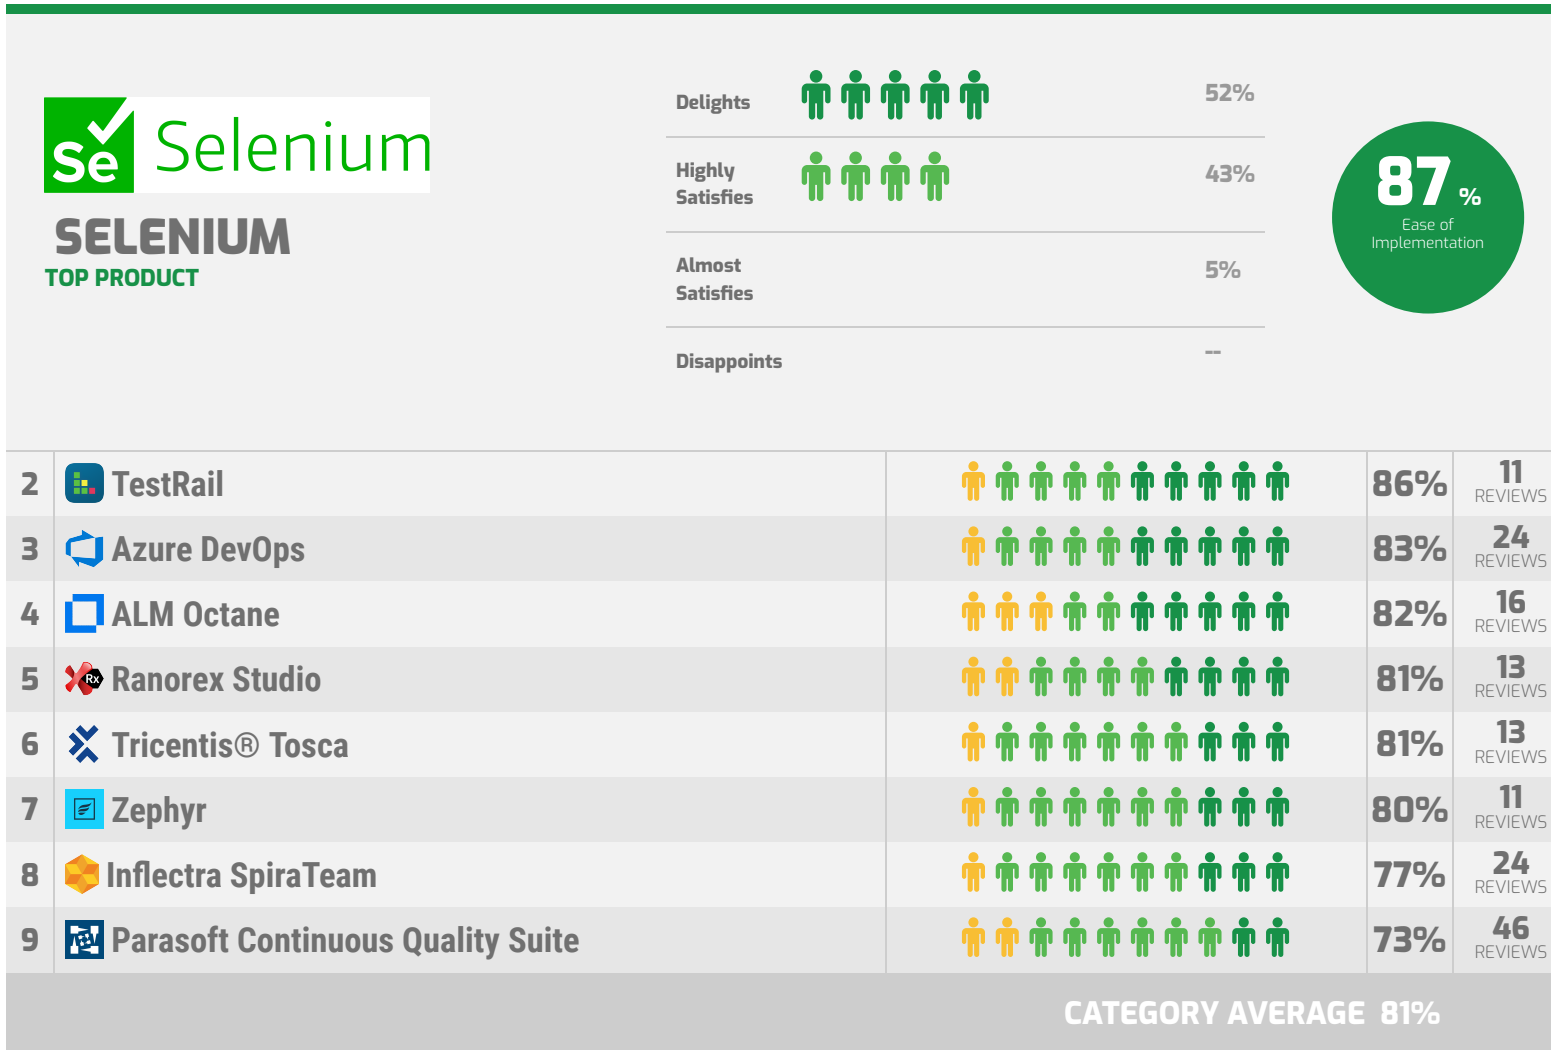 Se Selenium
SELENIUM
TOP PRODUCT
Delights 52%
Highly
Satisfies 43%
Almost
Satisfies 5%
Disappoints --
87 %
Ease of
Implementation
2 TestRail 86% 11
REVIEWS
3 Azure DevOps 83% 24
REVIEWS
4 ALM Octane 82% 16
REVIEWS
5 Rx Ranorex Studio 81% 13
REVIEWS
6 Tricentis® Tosca 81% 13
REVIEWS
7 Zephyr 80% 11
REVIEWS
8 Inflectra SpiraTeam 77% 24
REVIEWS
9 Parasoft Continuous Quality Suite 73% 46
REVIEWS
CATEGORY AVERAGE 81%